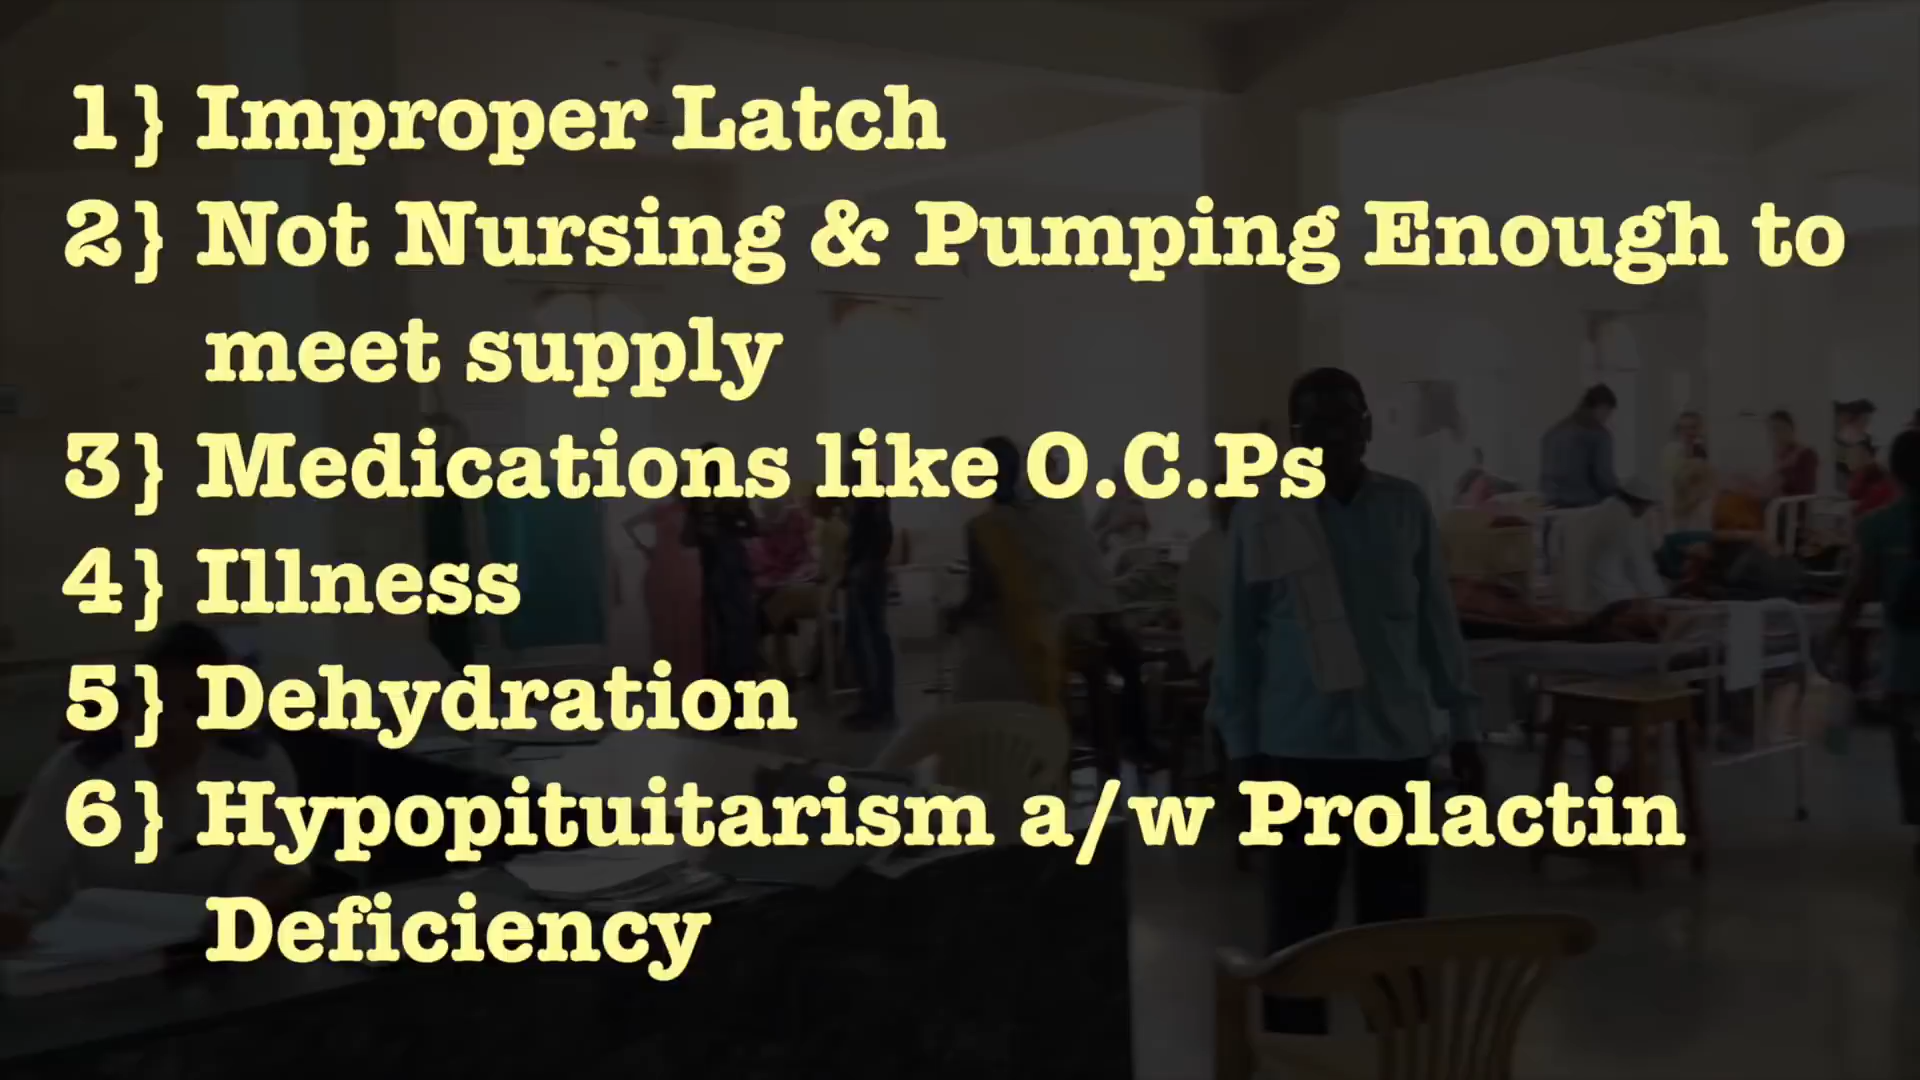 1} Improper Latch
2} Not Nursing & Pumping Enough to
meet supply
3} Medications like O.C.Ps
4} Illness
5} Dehydration
6} Hypopituitarism a/w Prolactin
Deficiency